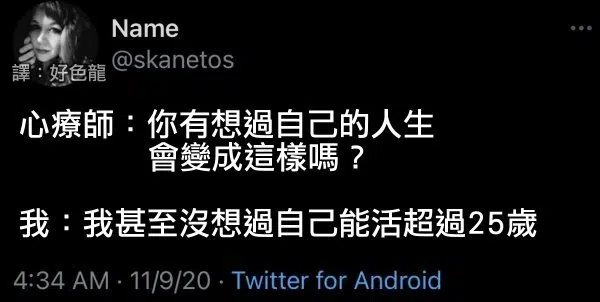 Name
@skanetos
譯：好色龍
心療師：你有想過自己的人生
會變成這樣嗎？
我：我甚至沒想過自己能活超過25歲
4:34 AM · 11/9/20 · Twitter for Android